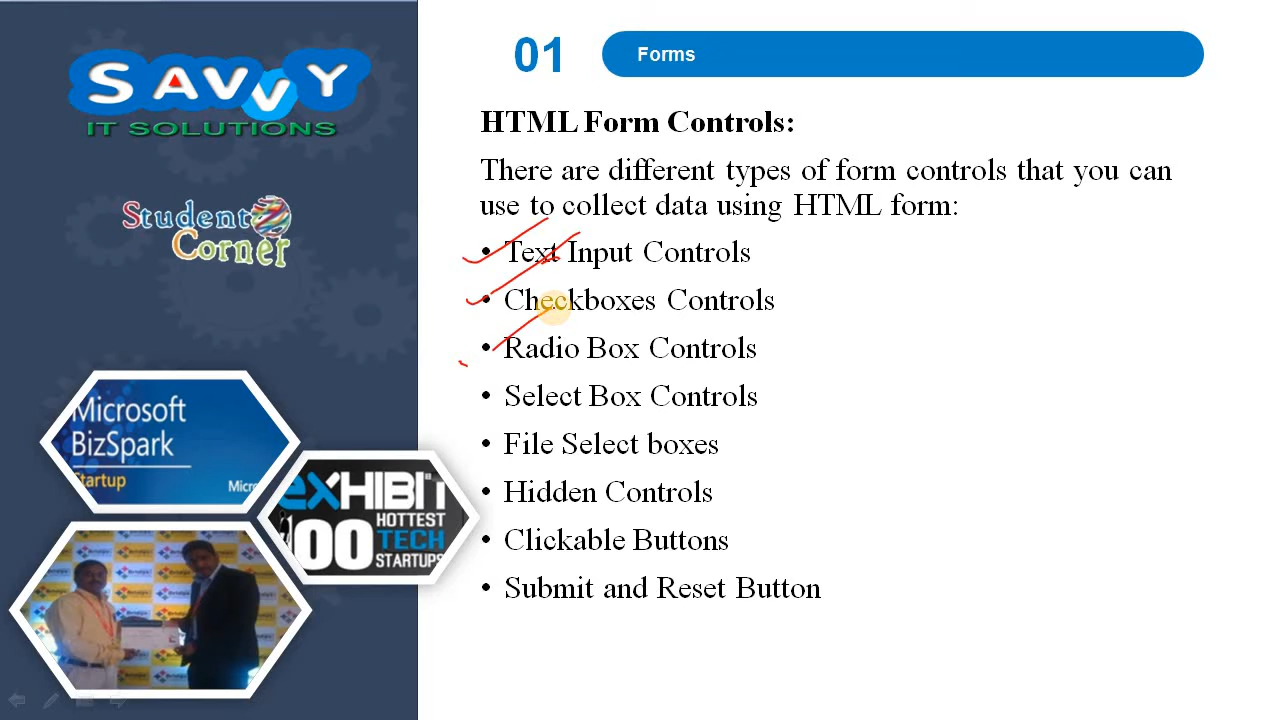 SAVVY
IT SOLUTIONS
Student
Corner
Microsoft
BizSpark
Startup
Micr
EXHIBIT
100
HOTTEST
TECH
STARTUPS
01
Forms
HTML Form Controls:
There are different types of form controls that you can
use to collect data using HTML form:
• Text Input Controls
• Checkboxes Controls
• Radio Box Controls
• Select Box Controls
• File Select boxes
• Hidden Controls
• Clickable Buttons
• Submit and Reset Button